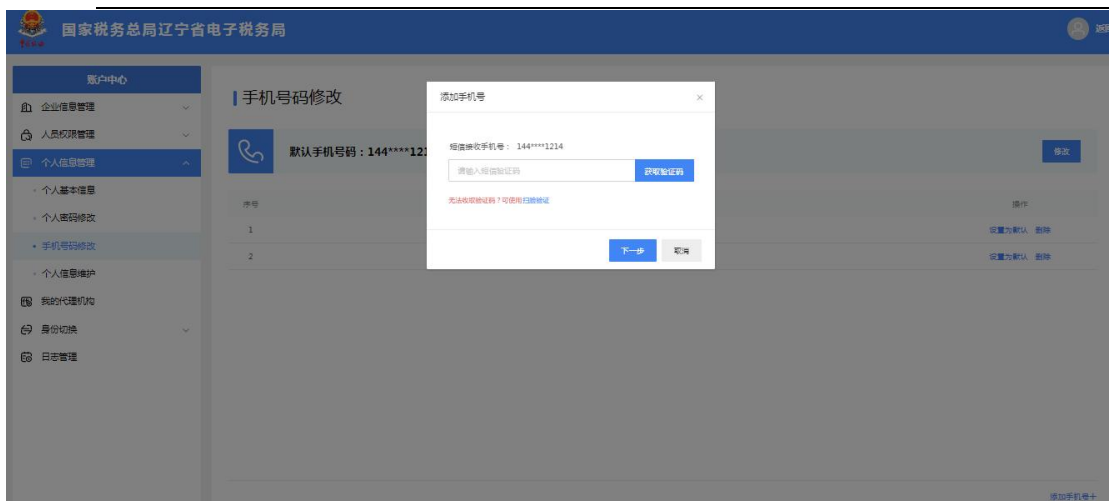 国家税务总局辽宁省电子税务局
账户中心
企业信息管理
人员权限管理
个人信息管理
个人基本信息
个人密码修改
手机号码修改
个人信息维护
我的代理机构
身份切换
日志管理
手机号码修改
默认手机号码：144****121
修改
序号
操作
1
设置为默认 删除
2
设置为默认 删除
添加手机号+
添加手机号
×
短信接收手机号： 144****1214
请输入短信验证码
获取验证码
无法收取验证码？可使用扫脸验证
下一步
取消